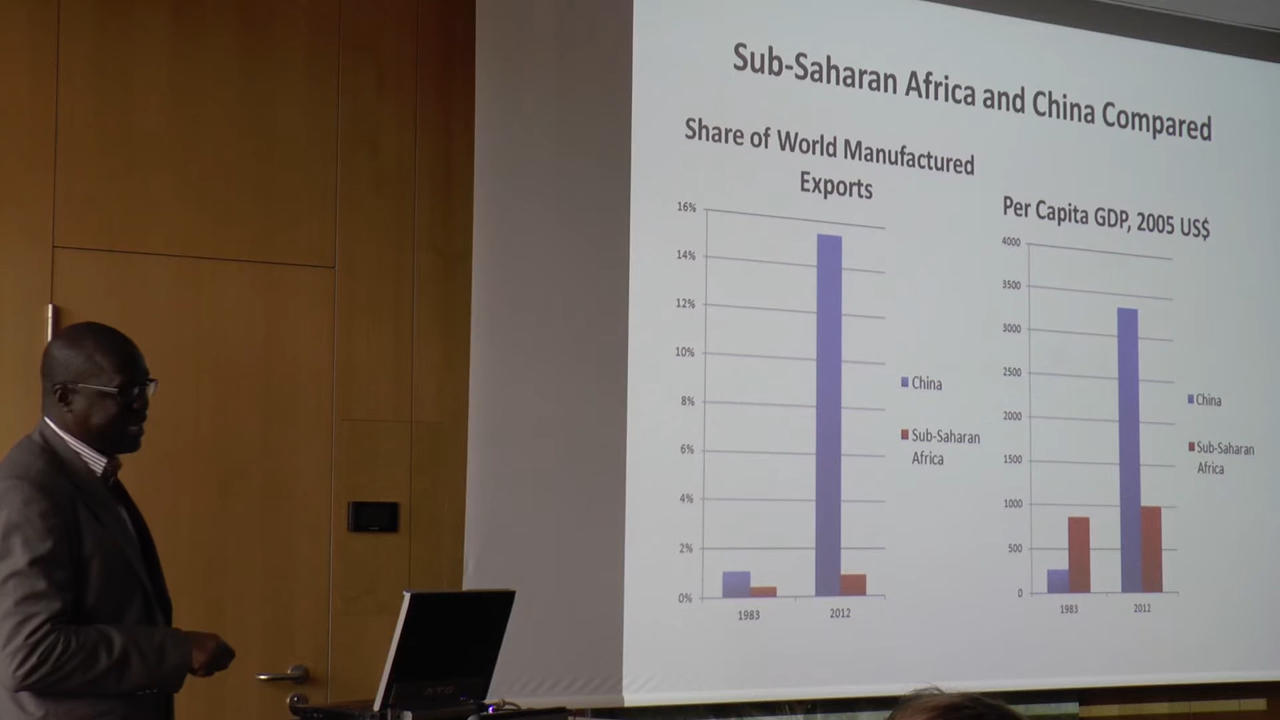 Sub-Saharan Africa and China Compared
Share of World Manufactured
Exports
16%
14%
12%
10%
8%
6%
4%
2%
0%
1983
2012
China
Sub-Saharan
Africa
Per Capita GDP, 2005 US$
4000
3500
3000
2500
2000
1500
1000
500
0
1983
2012
China
Sub-Saharan
Africa